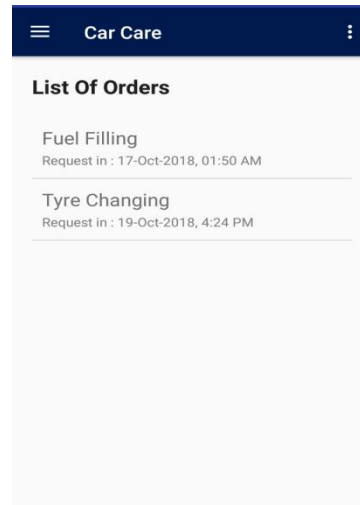 Car Care
List Of Orders
Fuel Filling
Request in : 17-Oct-2018, 01:50 AM
Tyre Changing
Request in : 19-Oct-2018, 4:24 PM